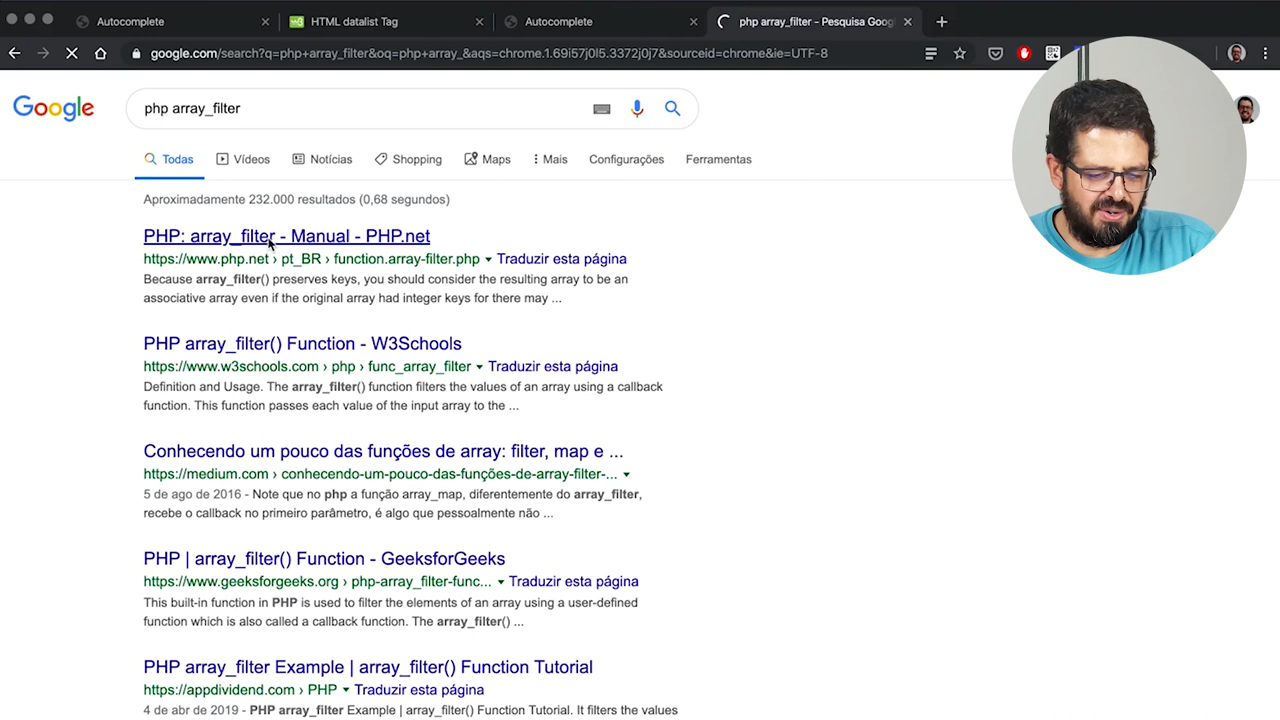 Autocomplete
HTML datalist Tag
Autocomplete
php array_filter - Pesquisa Goog
google.com/search?q=php+array_filter&oq=php+array_&aqs=chrome.1.69i57j0l5.3372j0j7&sourceid=chrome&ie=UTF-8
Google
php array_filter
Todas
Vídeos
Notícias
Shopping
Maps
Mais
Configurações
Ferramentas
Aproximadamente 232.000 resultados (0,68 segundos)
PHP: array_filter - Manual - PHP.net
https://www.php.net › pt_BR › function.array-filter.php ▾ Traduzir esta página
Because array_filter() preserves keys, you should consider the resulting array to be an
associative array even if the original array had integer keys for there may ...
PHP array_filter() Function - W3Schools
https://www.w3schools.com › php › func_array_filter ▾ Traduzir esta página
Definition and Usage. The array_filter() function filters the values of an array using a callback
function. This function passes each value of the input array to the ...
Conhecendo um pouco das funções de array: filter, map e ...
https://medium.com › conhecendo-um-pouco-das-funções-de-array-filter-... ▾
5 de ago de 2016 - Note que no php a função array_map, diferentemente do array_filter,
recebe o callback no primeiro parâmetro, é algo que pessoalmente não ...
PHP | array_filter() Function - GeeksforGeeks
https://www.geeksforgeeks.org › php-array_filter-func... ▾ Traduzir esta página
This built-in function in PHP is used to filter the elements of an array using a user-defined
function which is also called a callback function. The array_filter() ...
PHP array_filter Example | array_filter() Function Tutorial
https://appdividend.com › PHP ▾ Traduzir esta página
4 de abr de 2019 - PHP array_filter Example | array_filter() Function Tutorial. It filters the values